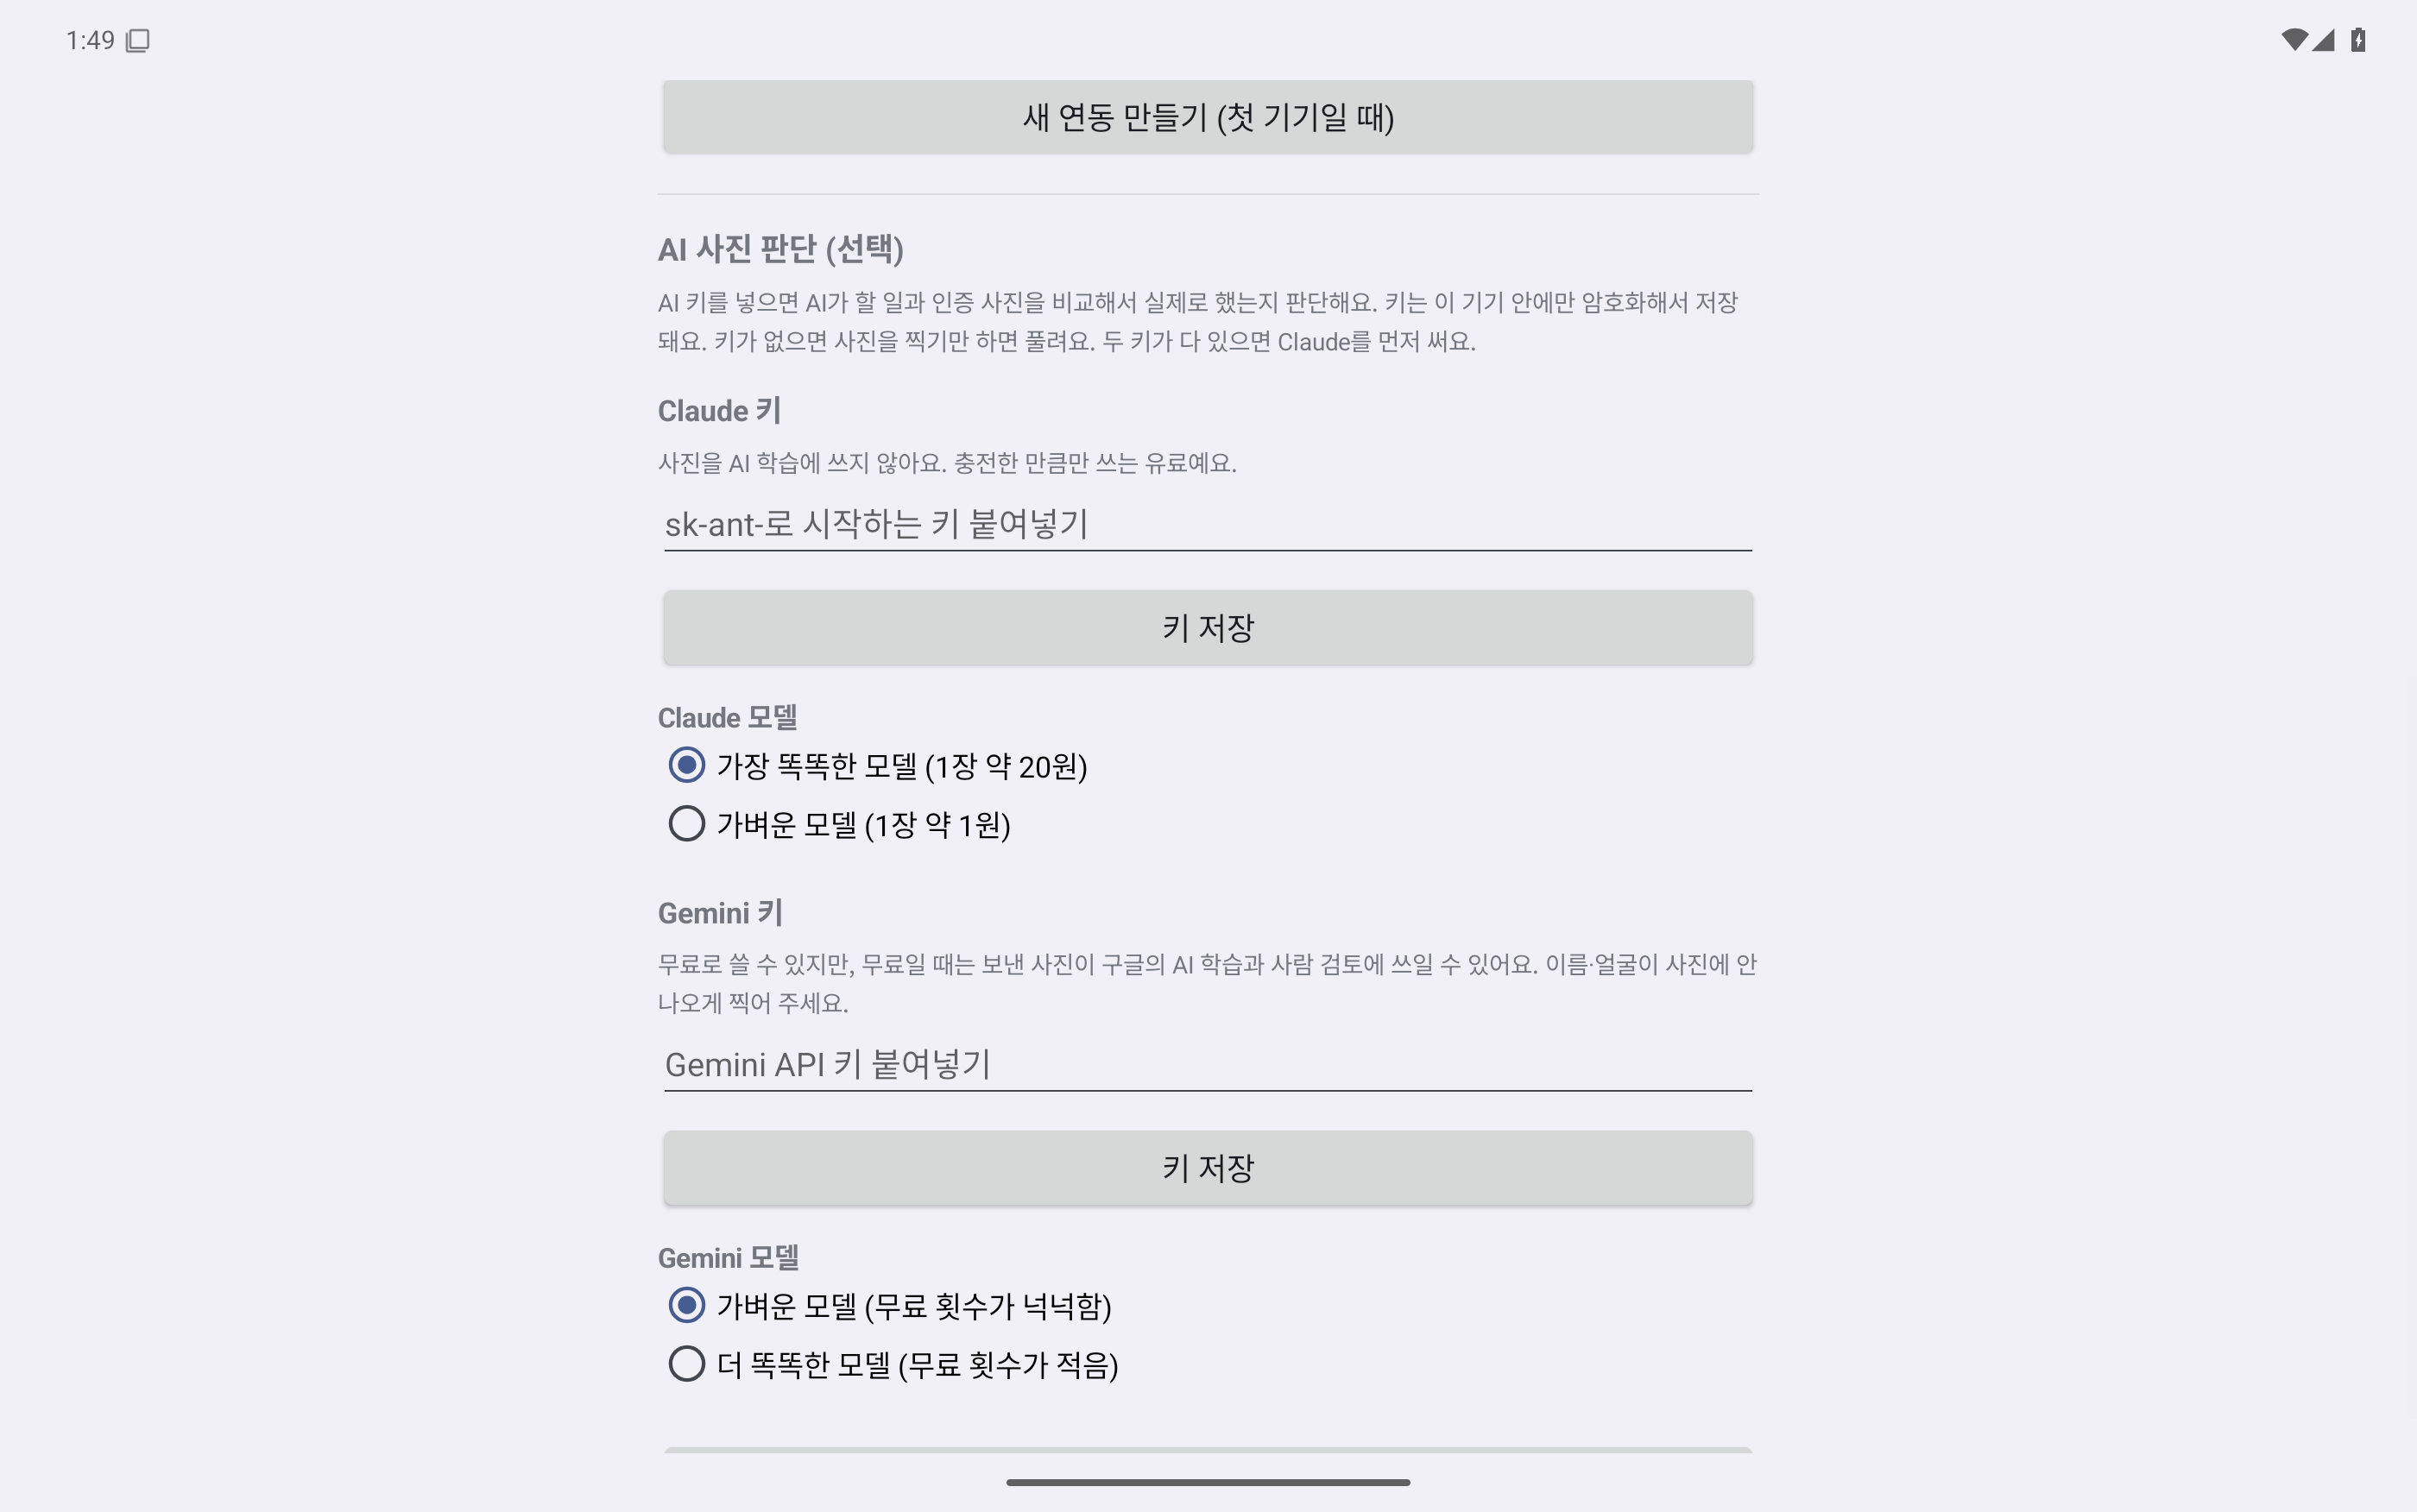 1:49
새 연동 만들기 (첫 기기일 때)
AI 사진 판단 (선택)
AI 키를 넣으면 AI가 할 일과 인증 사진을 비교해서 실제로 했는지 판단해요. 키는 이 기기 안에만 암호화해서 저장
돼요. 키가 없으면 사진을 찍기만 하면 풀려요. 두 키가 다 있으면 Claude를 먼저 써요.
Claude 키
사진을 AI 학습에 쓰지 않아요. 충전한 만큼만 쓰는 유료예요.
sk-ant-로 시작하는 키 붙여넣기
키 저장
Claude 모델
가장 똑똑한 모델 (1장 약 20원)
가벼운 모델 (1장 약 1원)
Gemini 키
무료로 쓸 수 있지만, 무료일 때는 보낸 사진이 구글의 AI 학습과 사람 검토에 쓰일 수 있어요. 이름·얼굴이 사진에 안
나오게 찍어 주세요.
Gemini API 키 붙여넣기
키 저장
Gemini 모델
가벼운 모델 (무료 횟수가 넉넉함)
더 똑똑한 모델 (무료 횟수가 적음)